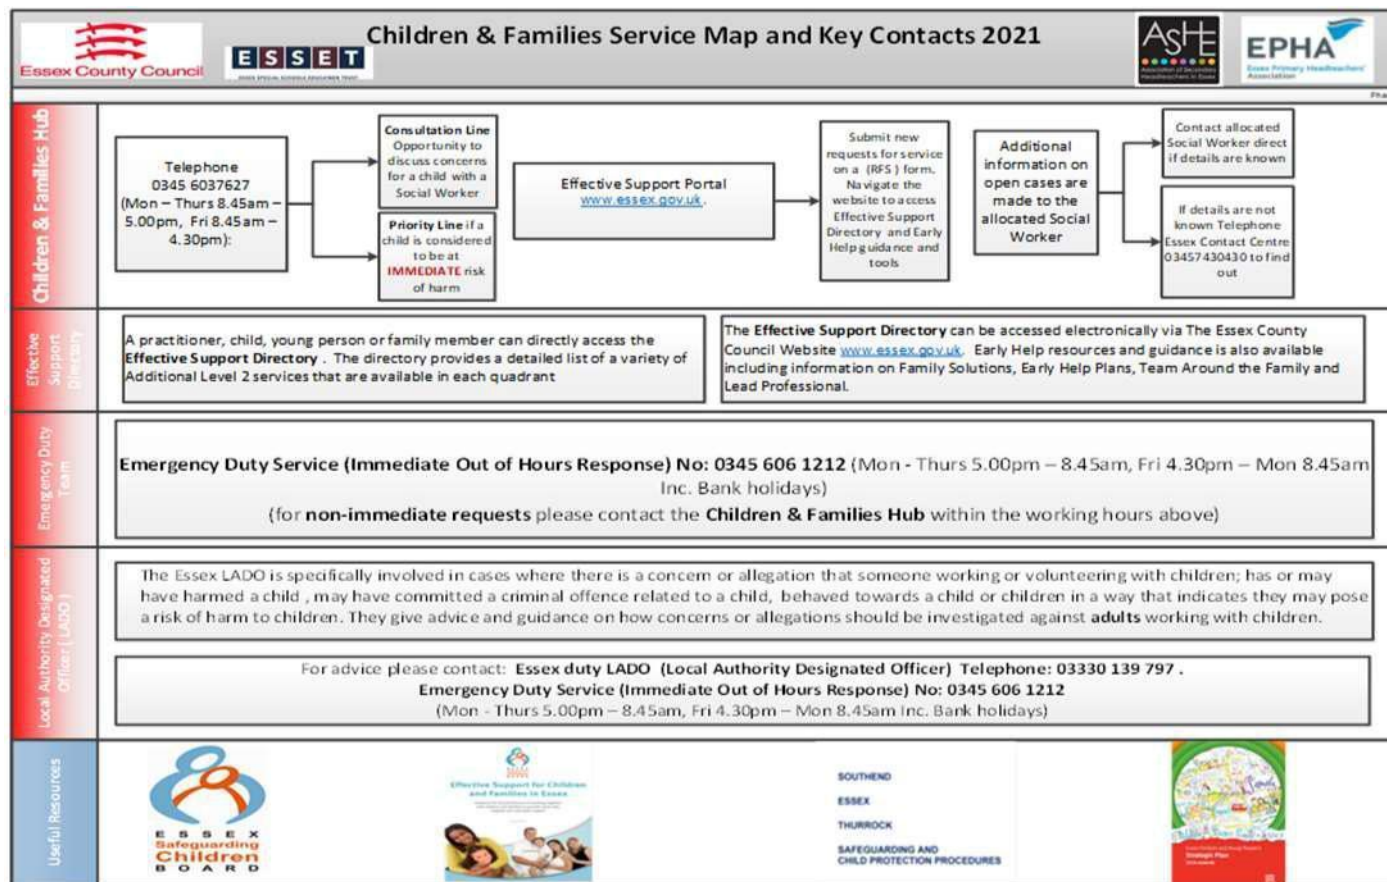 Essex County Council
ESSET
Children & Families Service Map and Key Contacts 2021
ASHE
Association of Secondary
Headteachers in Essex
EPHA
Essex Primary Headteachers'
Association
Children & Families Hub
Telephone
0345 6037627
(Mon – Thurs 8.45am –
5.00pm, Fri 8.45am –
4.30pm):
Consultation Line
Opportunity to
discuss concerns
for a child with a
Social Worker
Priority Line if a
child is considered
to be at
IMMEDIATE risk
of harm
Effective Support Portal
www.essex.gov.uk.
Submit new
requests for service
on a (RFS ) form.
Navigate the
website to access
Effective Support
Directory and Early
Help guidance and
tools
Additional
information on
open cases are
made to the
allocated Social
Worker
Contact allocated
Social Worker direct
if details are known
If details are not
known Telephone
Essex Contact Centre
03457430430 to find
out
Effective
Support
Directory
A practitioner, child, young person or family member can directly access the
Effective Support Directory . The directory provides a detailed list of a variety of
Additional Level 2 services that are available in each quadrant
The Effective Support Directory can be accessed electronically via The Essex County
Council Website www.essex.gov.uk. Early Help resources and guidance is also available
including information on Family Solutions, Early Help Plans, Team Around the Family and
Lead Professional.
Emergency Duty
Team
Emergency Duty Service (Immediate Out of Hours Response) No: 0345 606 1212 (Mon - Thurs 5.00pm – 8.45am, Fri 4.30pm – Mon 8.45am
Inc. Bank holidays)
(for non-immediate requests please contact the Children & Families Hub within the working hours above)
Local Authority Designated
Officer ( LADO )
The Essex LADO is specifically involved in cases where there is a concern or allegation that someone working or volunteering with children; has or may
have harmed a child , may have committed a criminal offence related to a child, behaved towards a child or children in a way that indicates they may pose
a risk of harm to children. They give advice and guidance on how concerns or allegations should be investigated against adults working with children.
For advice please contact: Essex duty LADO (Local Authority Designated Officer) Telephone: 03330 139 797 .
Emergency Duty Service (Immediate Out of Hours Response) No: 0345 606 1212
(Mon - Thurs 5.00pm – 8.45am, Fri 4.30pm – Mon 8.45am Inc. Bank holidays)
Useful Resources
ESSEX
Safeguarding
Children
BOARD
Effective Support for Children
and Families in Essex
SOUTHEND
ESSEX
THURROCK
SAFEGUARDING AND
CHILD PROTECTION PROCEDURES
Strategic Plan